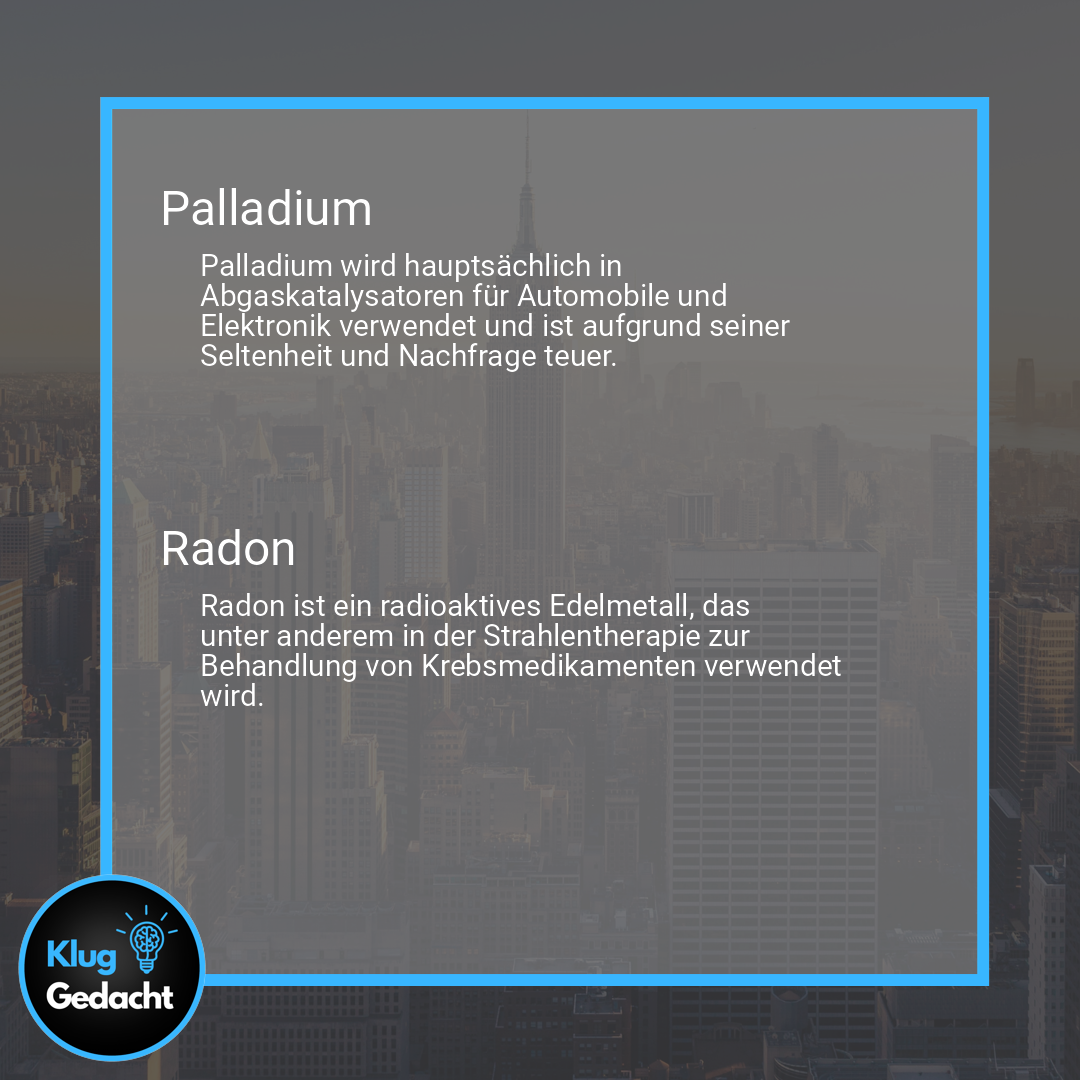 Palladium
Palladium wird hauptsächlich in
Abgaskatalysatoren für Automobile und
Elektronik verwendet und ist aufgrund seiner
Seltenheit und Nachfrage teuer.
Radon
Radon ist ein radioaktives Edelmetall, das
unter anderem in der Strahlentherapie zur
Behandlung von Krebsmedikamenten verwendet
wird.
Klug
Gedacht